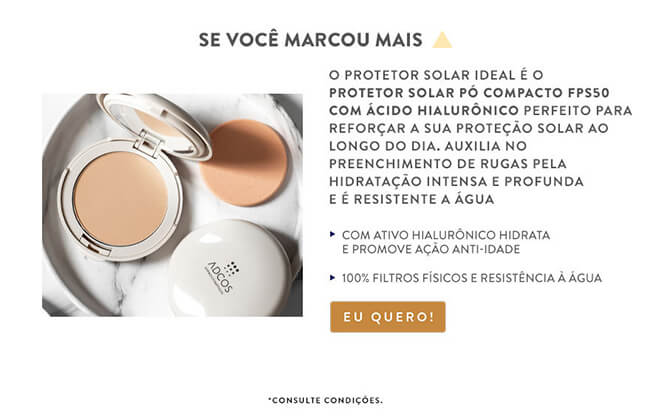 SE VOCÊ MARCOU MAIS
O PROTETOR SOLAR IDEAL É O
PROTETOR SOLAR PÓ COMPACTO FPS50
COM ÁCIDO HIALURÔNICO PERFEITO PARA
REFORÇAR A SUA PROTEÇÃO SOLAR AO
LONGO DO DIA. AUXILIA NO
PREENCHIMENTO DE RUGAS PELA
HIDRATAÇÃO INTENSA E PROFUNDA
E É RESISTENTE A ÁGUA
COM ATIVO HIALURÔNICO HIDRATA
E PROMOVE AÇÃO ANTI-IDADE
100% FILTROS FÍSICOS E RESISTÊNCIA À ÁGUA
EU QUERO!
ADCOS
*CONSULTE CONDIÇÕES.